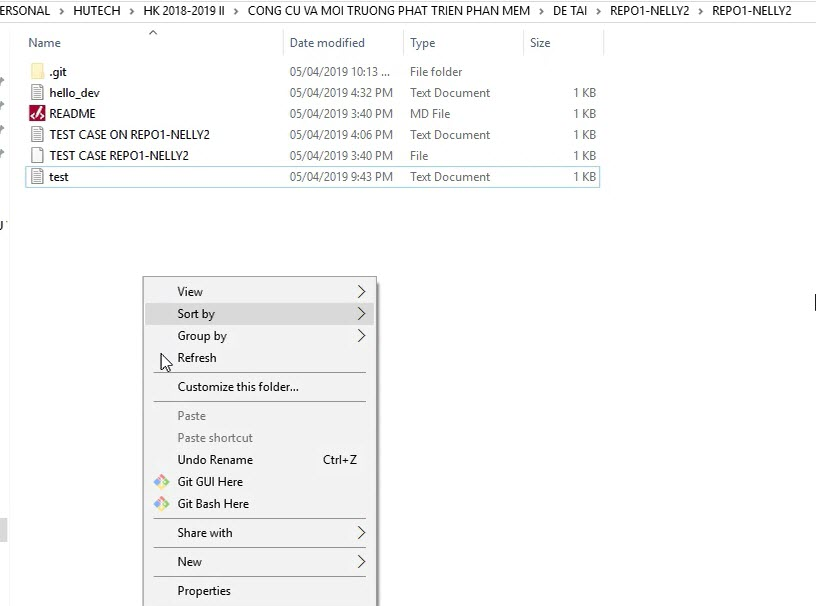 ERSONAL > HUTECH > HK 2018-2019 II > CONG CU VA MOI TRUONG PHAT TRIEN PHAN MEM > DE TAI > REPO1-NELLY2 > REPO1-NELLY2
Name Date modified Type Size
.git 05/04/2019 10:13 ... File folder
hello_dev 05/04/2019 4:32 PM Text Document 1 KB
README 05/04/2019 3:40 PM MD File 1 KB
TEST CASE ON REPO1-NELLY2 05/04/2019 4:06 PM Text Document 1 KB
TEST CASE REPO1-NELLY2 05/04/2019 3:40 PM File 1 KB
test 05/04/2019 9:43 PM Text Document 1 KB
View
Sort by
Group by
Refresh
Customize this folder...
Paste
Paste shortcut
Undo Rename Ctrl+Z
Git GUI Here
Git Bash Here
Share with
New
Properties